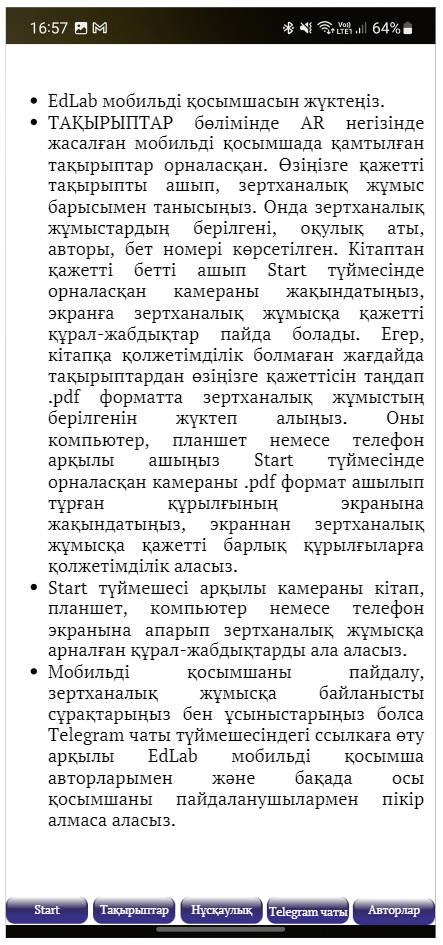 16:57 Vo)) LTE1 64%
• EdLab мобильді қосымшасын жүктеңіз.
• ТАҚЫРЫПТАР бөлімінде AR негізінде
жасалған мобильді қосымшада қамтылған
тақырыптар орналасқан. Өзіңізге қажетті
тақырыпты ашып, зертханалық жұмыс
барысымен танысыңыз. Онда зертханалық
жұмыстардың берілгені, оқулық аты,
авторы, бет номері көрсетілген. Кітаптан
қажетті бетті ашып Start түймесінде
орналасқан камераны жақындатыңыз,
экранға зертханалық жұмысқа қажетті
құрал-жабдықтар пайда болады. Егер,
кітапқа қолжетімділік болмаған жағдайда
тақырыптардан өзіңізге қажеттісін таңдап
.pdf форматта зертханалық жұмыстың
берілгенін жүктеп алыңыз. Оны
компьютер, планшет немесе телефон
арқылы ашыңыз Start түймесінде
орналасқан камераны .pdf формат ашылып
тұрған құрылғының экранына
жақындатыңыз, экраннан зертханалық
жұмысқа қажетті барлық құрылғыларға
қолжетімділік аласыз.
• Start түймешесі арқылы камераны кітап,
планшет, компьютер немесе телефон
экранына апарып зертханалық жұмысқа
арналған құрал-жабдықтарды ала аласыз.
• Мобильді қосымшаны пайдалу,
зертханалық жұмысқа байланысты
сұрақтарыңыз бен ұсыныстарыңыз болса
Telegram чаты түймешесіндегі ссылкаға өту
арқылы EdLab мобильді қосымша
авторларымен және бақада осы
қосымшаны пайдаланушылармен пікір
алмаса аласыз.
Start Тақырыптар Нұсқаулық Telegram чаты Авторлар